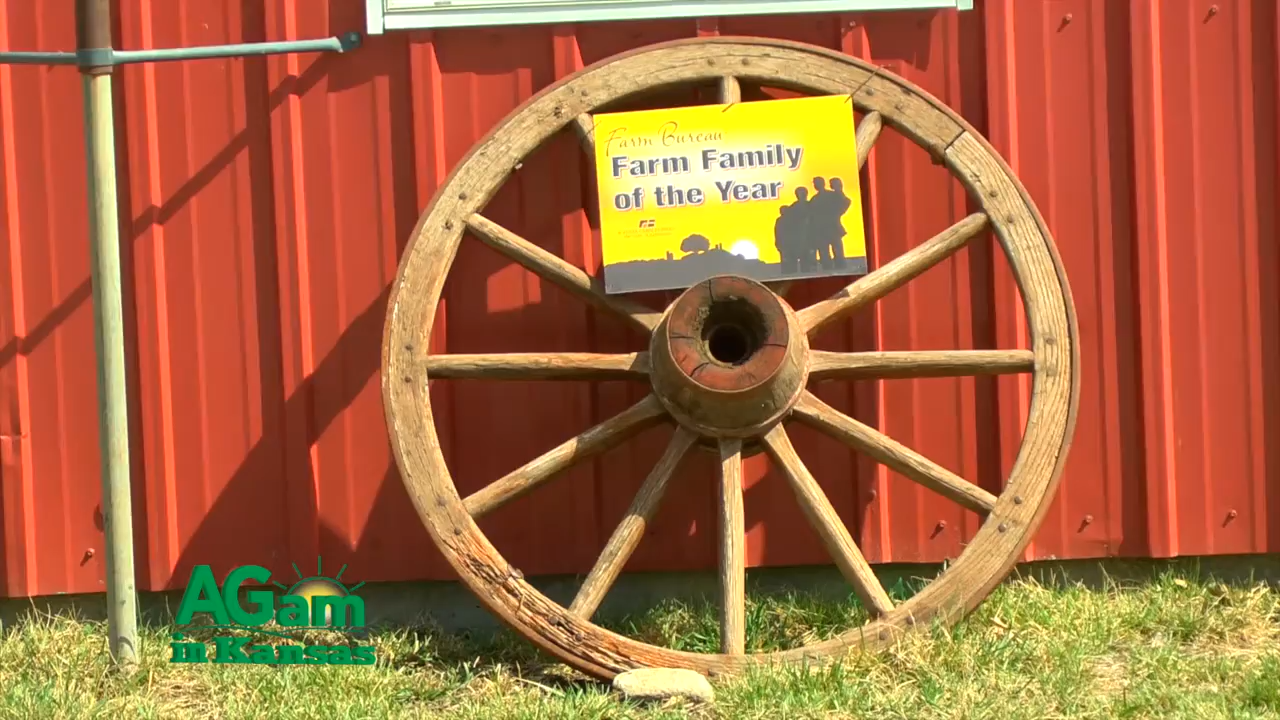 Farm Bureau
Farm Family
of the Year
AGam
in Kansas